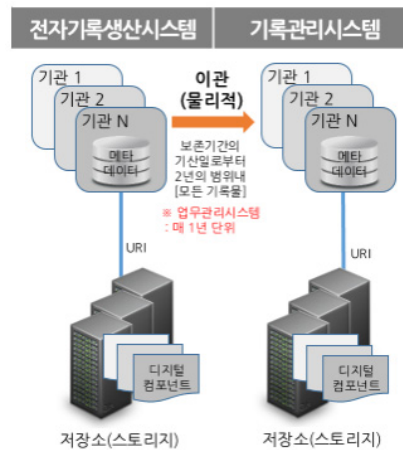 전자기록생산시스템
기록관리시스템
기관 1
기관 2
기관 N
메타
데이터
이관
(물리적)
보존기간의
기산일로부터
2년의 범위내
[모든 기록물]
※ 업무관리시스템
: 매 1년 단위
기관 1
기관 2
기관 N
메타
데이터
URI
URI
디지털
컴포넌트
디지털
컴포넌트
저장소(스토리지)
저장소(스토리지)